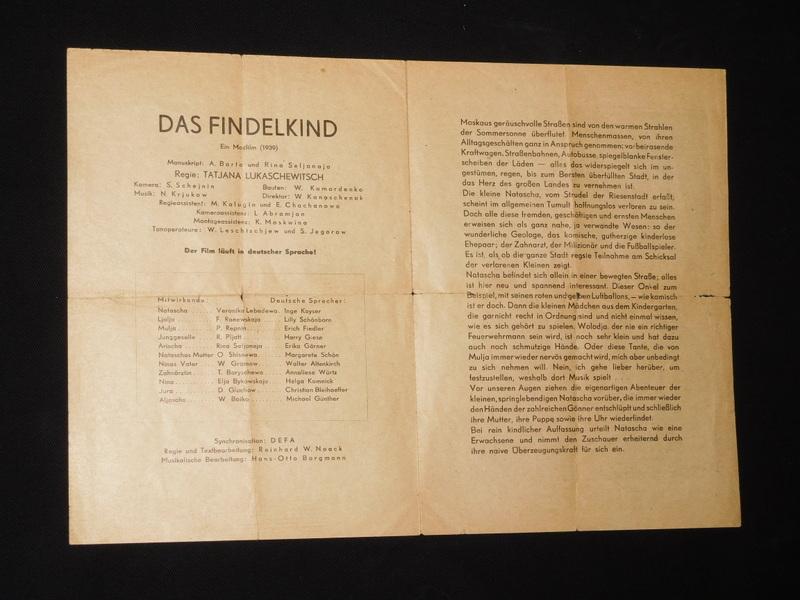 DAS FINDELKIND
Ein Mosfilm (1939)
Manuskript: A. Barto und Rina Seljonaja
Regie: TATJANA LUKASCHEWITSCH
Kamera: S. Schejnin Bauten: W. Kamardenko
Musik: N. Krjukow Direktor: W. Kanpschenak
Regieassistenz: M. Kalugin und E. Chachanowa
Kameraassistenz: L. Abramjan
Montageassistenz: K. Moskwina
Tonoperateure: W. Leschtschjew und S. Jegorow
Der Film läuft in deutscher Sprache!
Mitwirkende: Deutsche Sprecher:
Natascha Veronika Lebedewa Inge Kayser
Ljalja F. Ranewskaja Lilly Schönborn
Mulja P. Repnin Erich Fiedler
Junggeselle R. Pljatt Harry Giese
Arischa Rina Seljonaja Erika Görner
Nataschas Mutter O. Shisnewa Margarete Schön
Ninas Vater W. Gromow Walter Altenkirch
Zahnärztin T. Baryschewa Anneliese Würtz
Nina Elja Bykowskaja Helga Komnick
Jura D. Gluchow Christian Bleihoeffer
Aljoscha W. Boiko Michael Günther
Synchronisation: DEFA
Regie und Textbearbeitung: Reinhard W. Noack
Musikalische Bearbeitung: Hans-Otto Borgmann
Moskaus geräuschvolle Straßen sind von den warmen Strahlen
der Sommersonne überflutet. Menschenmassen, von ihren
Alltagsgeschäften ganz in Anspruch genommen; vorbeirasende
Kraftwagen, Straßenbahnen, Autobusse, spiegelblanke Fenster-
scheiben der Läden — alles das widerspiegelt sich im un-
gestümen, regen, bis zum Bersten überfüllten Stadt, in der
das Herz des großen Landes zu vernehmen ist.
Die kleine Natascha, vom Strudel der Riesenstadt erfaßt,
scheint im allgemeinen Tumult hoffnungslos verloren zu sein.
Doch alle diese fremden, geschäftigen und ernsten Menschen
erweisen sich als ganz nahe, ja verwandte Wesen: so der
wunderliche Geologe, das komische, gutherzige kinderlose
Ehepaar; der Zahnarzt, der Milizionär und die Fußballspieler.
Es ist, als ob die ganze Stadt regste Teilnahme am Schicksal
der verlorenen Kleinen zeigt.
Natascha befindet sich allein in einer bewegten Straße; alles
ist hier neu und spannend interessant. Dieser Onkel zum
Beispiel, mit seinen roten und gelben Luftballons, — wie komisch
ist er doch. Dann die kleinen Mädchen aus dem Kindergarten,
die garnicht recht in Ordnung sind und nicht einmal wissen,
wie es sich gehört zu spielen. Wolodja, der nie ein richtiger
Feuerwehrmann sein wird, ist noch sehr klein und hat dazu
auch noch schmutzige Hände. Oder diese Tante, die von
Mulja immer wieder nervös gemacht wird, mich aber unbedingt
zu sich nehmen will. Nein, ich gehe lieber herüber, um
festzustellen, weshalb dort Musik spielt . . . .
Vor unseren Augen ziehen die eigenartigen Abenteuer der
kleinen, springlebendigen Natascha vorüber, die immer wieder
den Händen der zahlreichen Gönner entschlüpft und schließlich
ihre Mutter, ihre Puppe sowie ihre Uhr wiederfindet.
Bei rein kindlicher Auffassung urteilt Natascha wie eine
Erwachsene und nimmt den Zuschauer erheiternd durch
ihre naive Überzeugungskraft für sich ein.